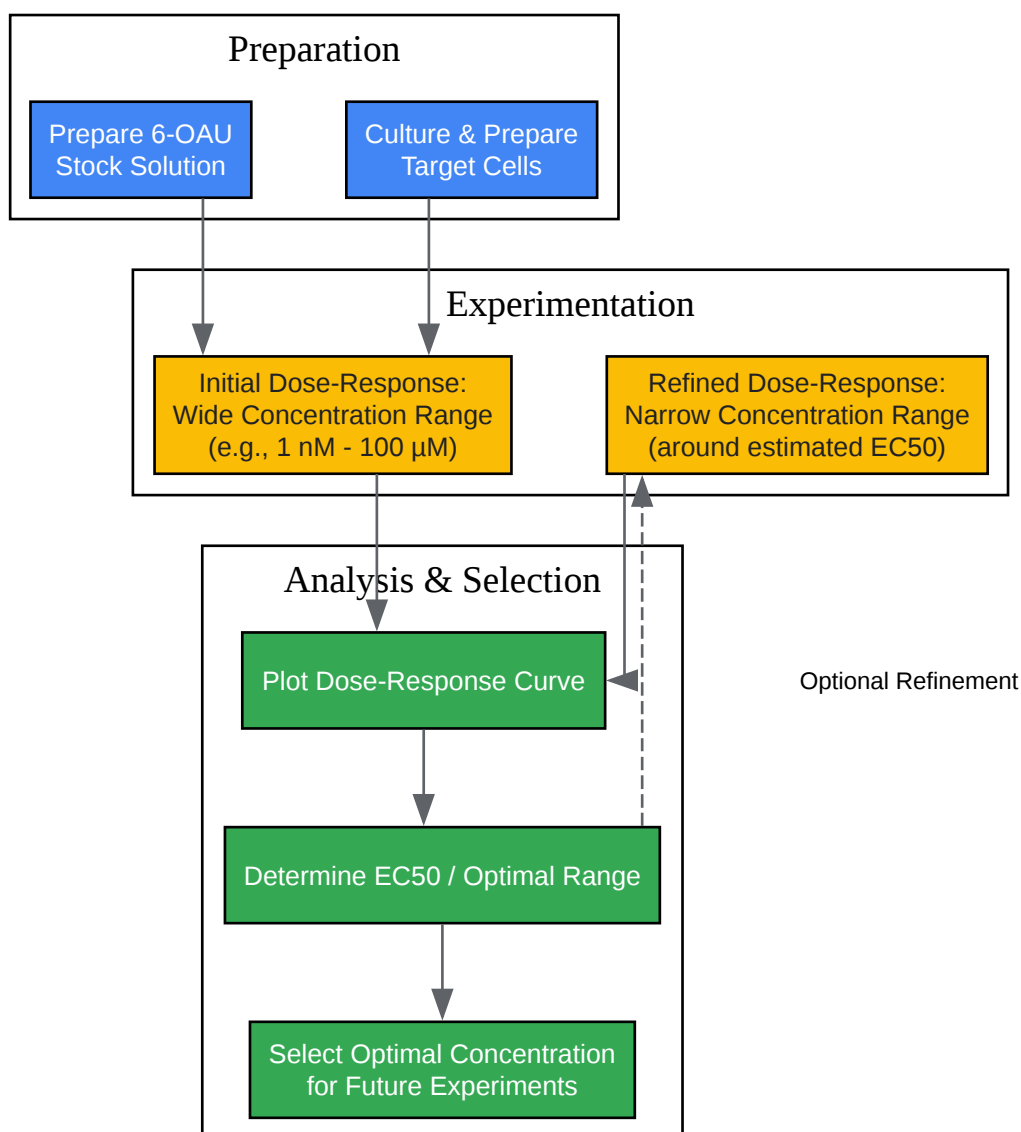 Preparation
Prepare 6-OAU
Stock Solution
Culture & Prepare
Target Cells
Experimentation
Initial Dose-Response:
Wide Concentration Range
(e.g., 1 nM - 100 µM)
Refined Dose-Response:
Narrow Concentration Range
(around estimated EC50)
Analysis & Selection
Plot Dose-Response Curve
Optional Refinement
Determine EC50 / Optimal Range
Select Optimal Concentration
for Future Experiments